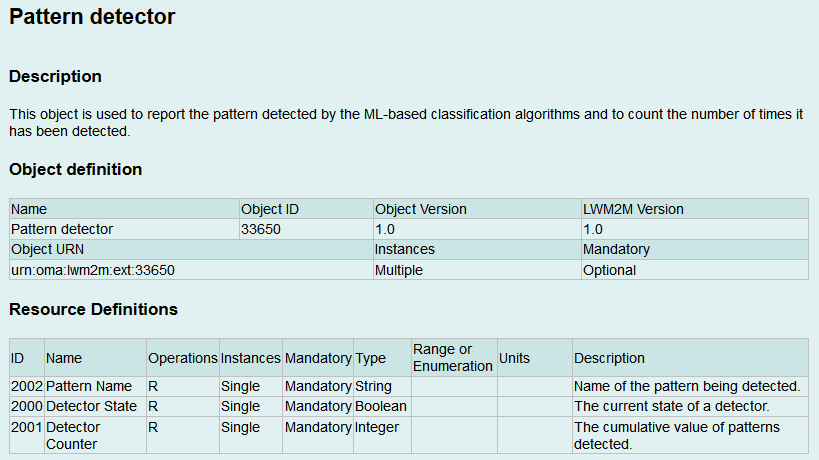 Pattern detector
Description
This object is used to report the pattern detected by the ML-based classification algorithms and to count the number of times it
has been detected.
Object definition
Name Object ID Object Version LWM2M Version
Pattern detector 33650 1.0 1.0
Object URN Instances Mandatory
urn:oma:lwm2m:ext:33650 Multiple Optional
Resource Definitions
ID Name Operations Instances Mandatory Type Range or Enumeration Units Description
2002 Pattern Name R Single Mandatory String Name of the pattern being detected.
2000 Detector State R Single Mandatory Boolean The current state of a detector.
2001 Detector Counter R Single Mandatory Integer The cumulative value of patterns detected.